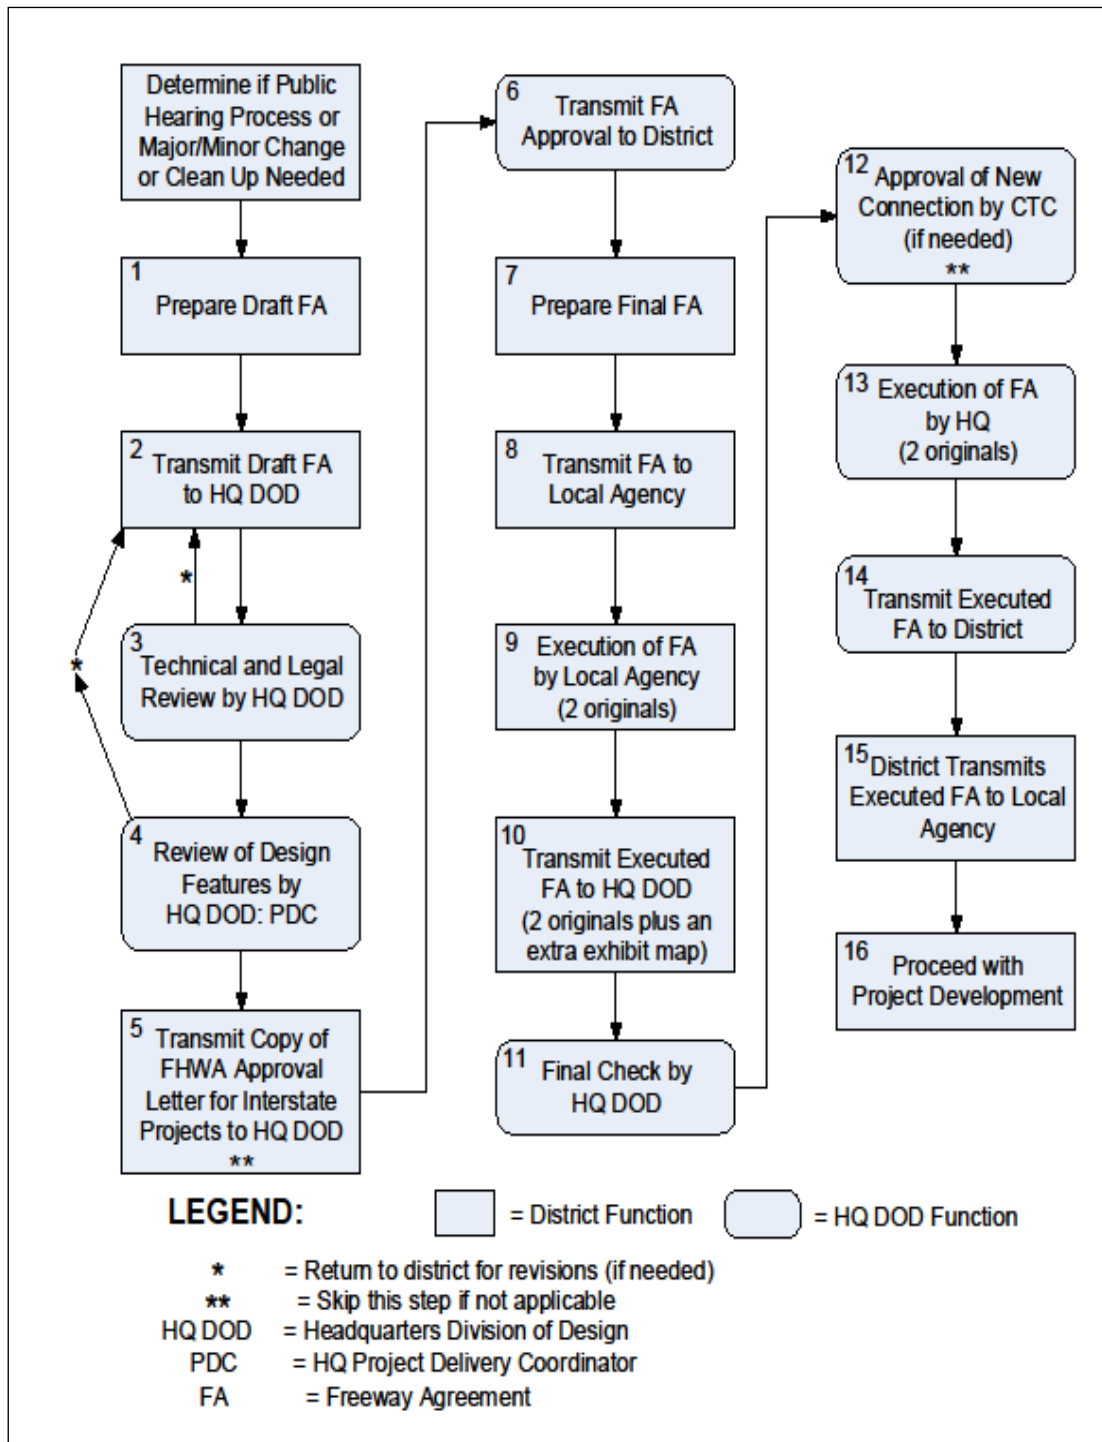 Determine if Public
Hearing Process or
Major/Minor Change
or Clean Up Needed
1
Prepare Draft FA
2
Transmit Draft FA
to HQ DOD
*
*
3
Technical and Legal
Review by HQ DOD
4
Review of Design
Features by
HQ DOD: PDC
5
Transmit Copy of
FHWA Approval
Letter for Interstate
Projects to HQ DOD
**
6
Transmit FA
Approval to District
7
Prepare Final FA
8
Transmit FA to
Local Agency
9
Execution of FA
by Local Agency
(2 originals)
10
Transmit Executed
FA to HQ DOD
(2 originals plus an
extra exhibit map)
11
Final Check by
HQ DOD
12
Approval of New
Connection by CTC
(if needed)
**
13
Execution of FA
by HQ
(2 originals)
14
Transmit Executed
FA to District
15
District Transmits
Executed FA to Local
Agency
16
Proceed with
Project Development
LEGEND:
= District Function
= HQ DOD Function
* = Return to district for revisions (if needed)
** = Skip this step if not applicable
HQ DOD = Headquarters Division of Design
PDC = HQ Project Delivery Coordinator
FA = Freeway Agreement